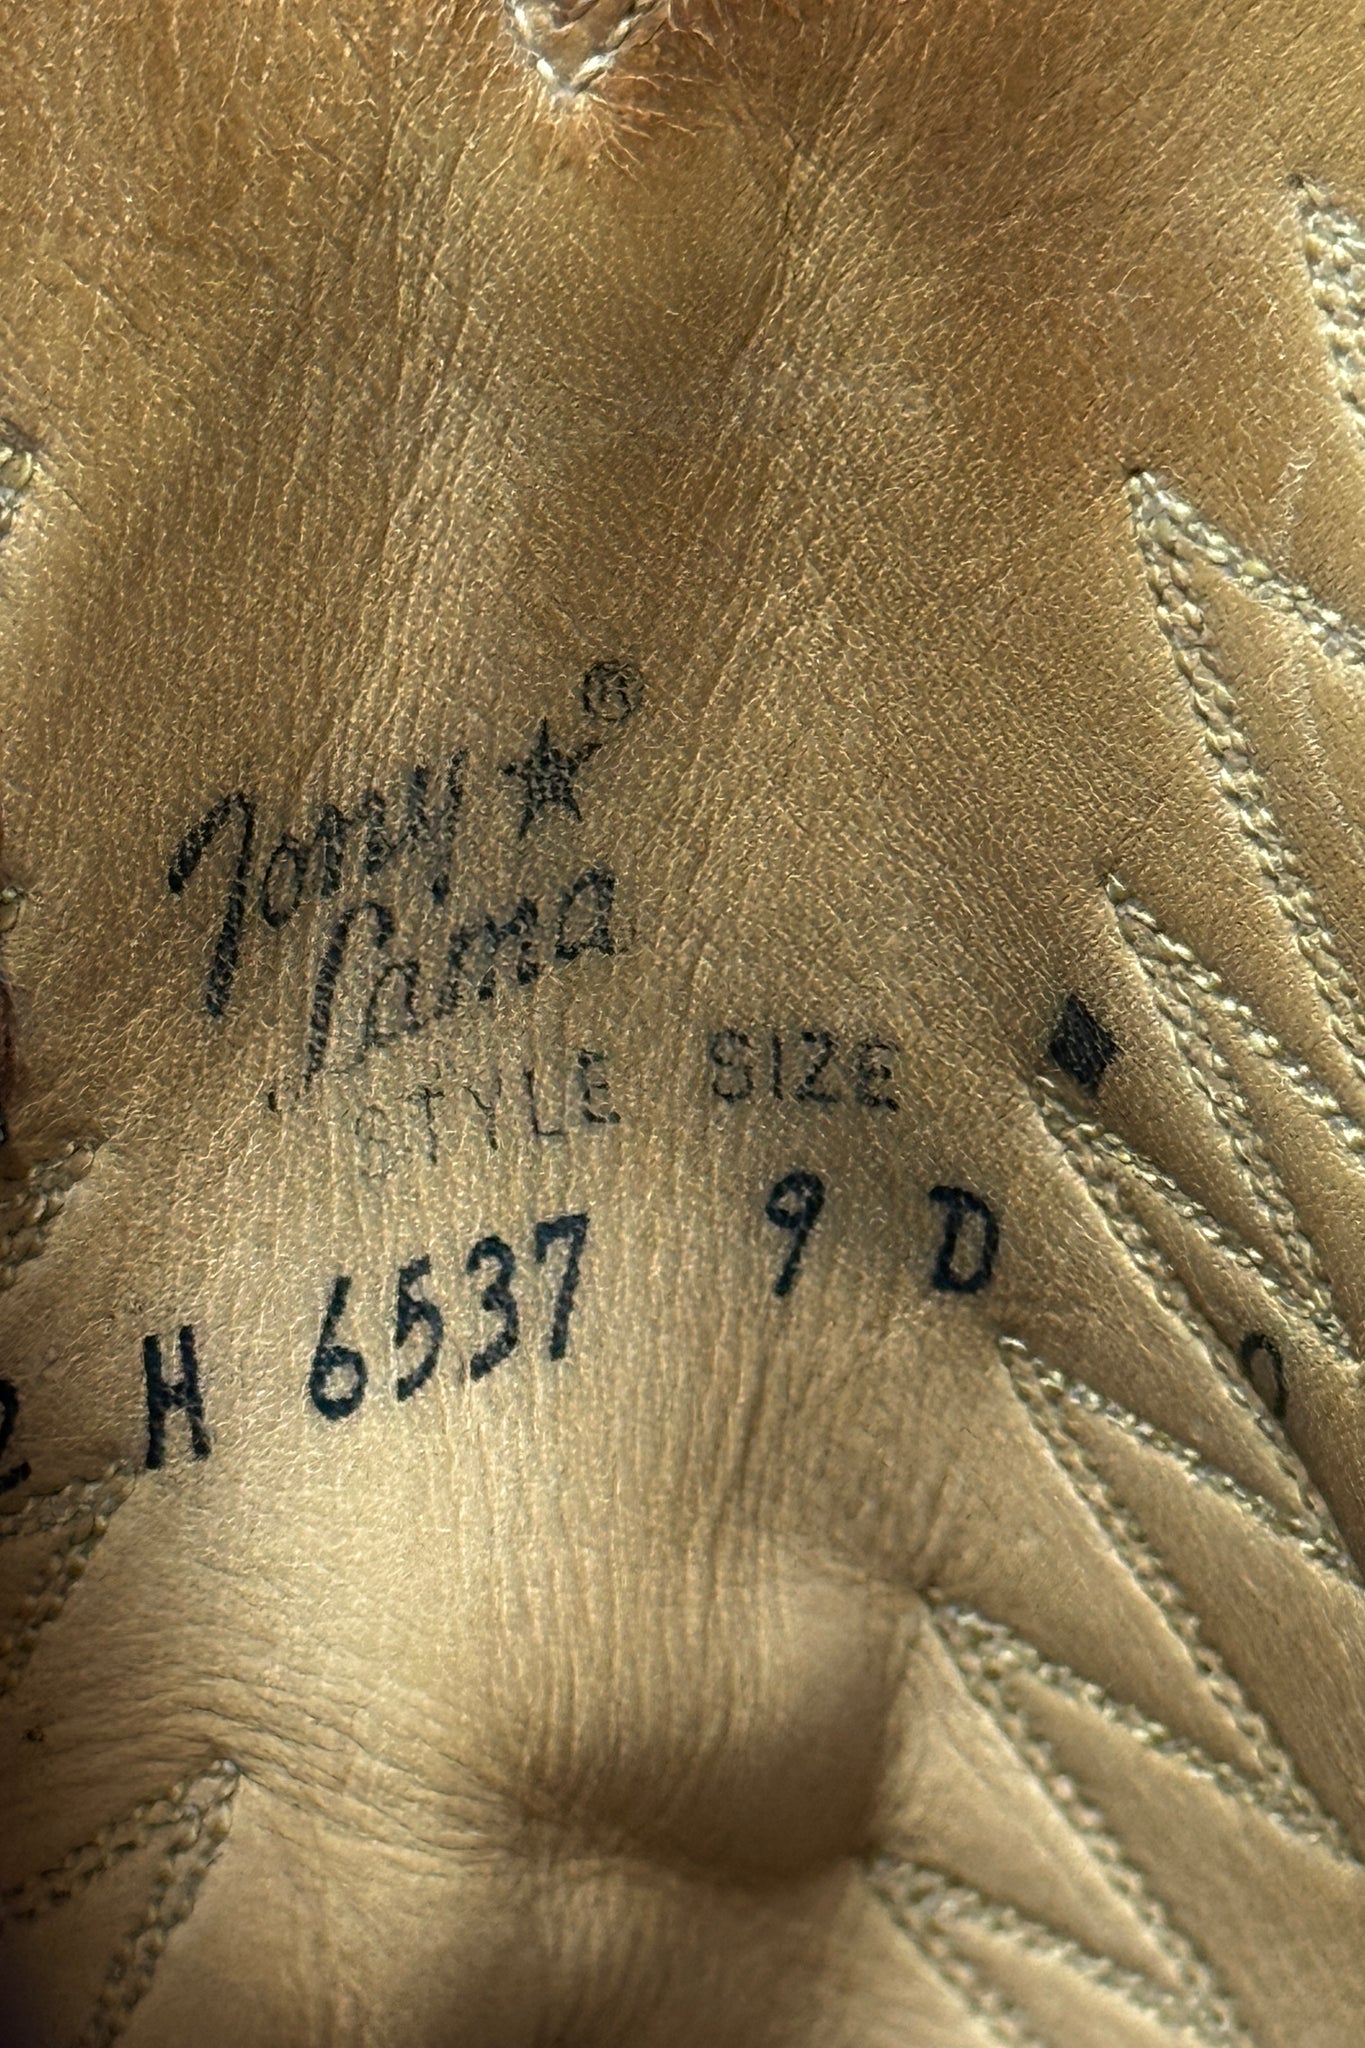 Tony ★ ®
Lama
STYLE SIZE ◆
H 6537 9 D